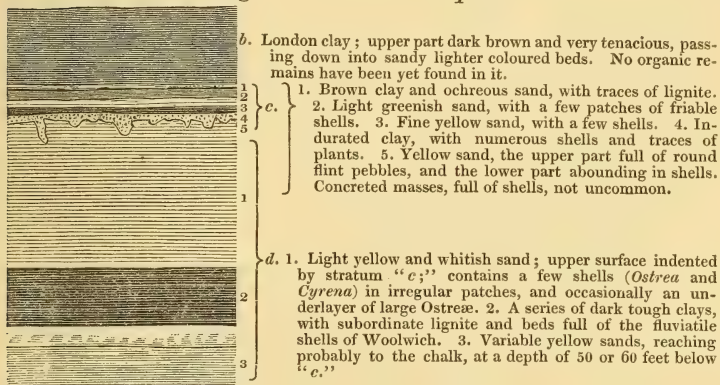 b. London clay ; upper part dark brown and very tenacious, pass-
ing down into sandy lighter coloured beds. No organic re-
mains have been yet found in it.
1
2
3
4
5
c.
1. Brown clay and ochreous sand, with traces of lignite.
2. Light greenish sand, with a few patches of friable
shells. 3. Fine yellow sand, with a few shells. 4. In-
durated clay, with numerous shells and traces of
plants. 5. Yellow sand, the upper part full of round
flint pebbles, and the lower part abounding in shells.
Concreted masses, full of shells, not uncommon.
1
2
3
d. 1. Light yellow and whitish sand ; upper surface indented
by stratum "c;" contains a few shells (Ostrea and
Cyrena) in irregular patches, and occasionally an un-
derlayer of large Ostreæ. 2. A series of dark tough clays,
with subordinate lignite and beds full of the fluviatile
shells of Woolwich. 3. Variable yellow sands, reaching
probably to the chalk, at a depth of 50 or 60 feet below
"c."